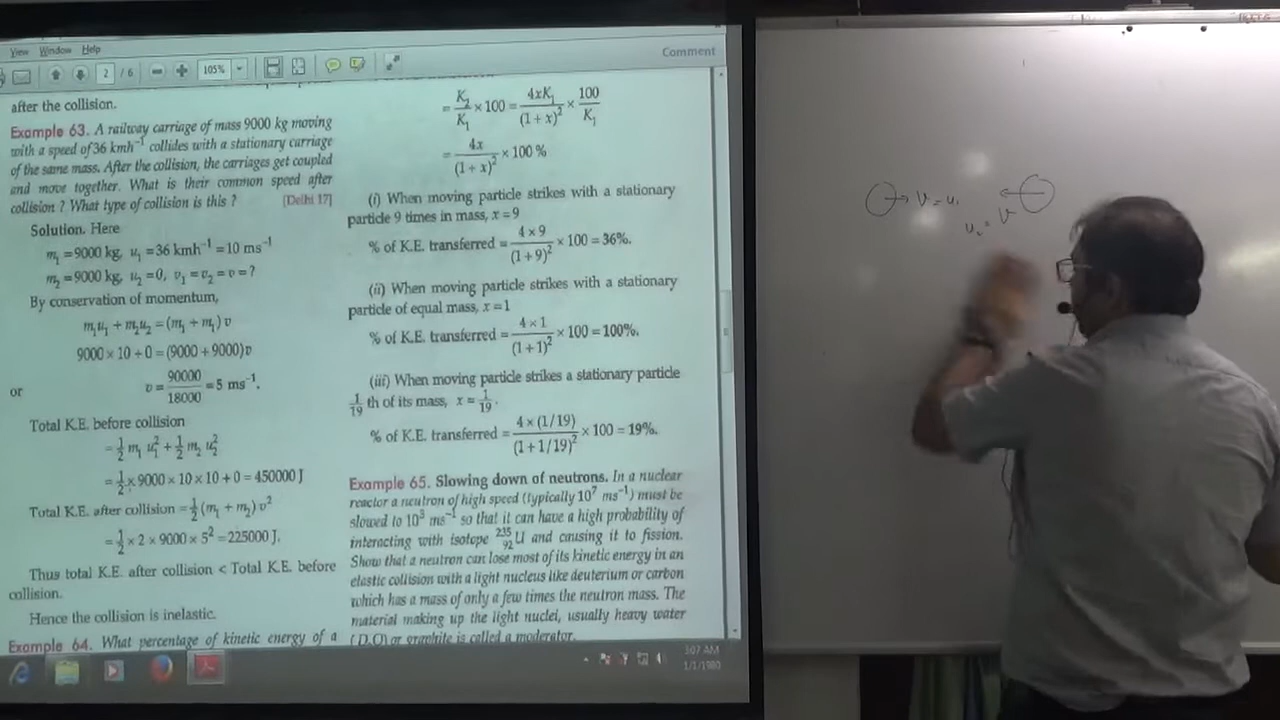 View Window Help
Comment
2 / 6 105%
after the collision.
Example 63. A railway carriage of mass 9000 kg moving
with a speed of 36 kmh⁻¹ collides with a stationary carriage
of the same mass. After the collision, the carriages get coupled
and move together. What is their common speed after
collision ? What type of collision is this ? [Delhi 17]
Solution. Here
m₁ = 9000 kg, u₁ = 36 kmh⁻¹ = 10 ms⁻¹
m₂ = 9000 kg, u₂ = 0, v₁ = v₂ = v = ?
By conservation of momentum,
m₁u₁ + m₂u₂ = (m₁ + m₁) v
9000 × 10 + 0 = (9000 + 9000) v
or v = 90000/18000 = 5 ms⁻¹.
Total K.E. before collision
= 1/2 m₁ u₁² + 1/2 m₂ u₂²
= 1/2 × 9000 × 10 × 10 + 0 = 450000 J
Total K.E. after collision = 1/2 (m₁ + m₂) v²
= 1/2 × 2 × 9000 × 5² = 225000 J.
Thus total K.E. after collision < Total K.E. before
collision.
Hence the collision is inelastic.
Example 64. What percentage of kinetic energy of a
= K₂/K₁ × 100 = 4xK₁/(1 + x)² × 100/K₁
= 4x/(1 + x)² × 100 %
(i) When moving particle strikes with a stationary
particle 9 times in mass, x = 9
% of K.E. transferred = 4 × 9/(1 + 9)² × 100 = 36%.
(ii) When moving particle strikes with a stationary
particle of equal mass, x = 1
% of K.E. transferred = 4 × 1/(1 + 1)² × 100 = 100%.
(iii) When moving particle strikes a stationary particle
1/19 th of its mass, x = 1/19.
% of K.E. transferred = 4 × (1/19)/(1 + 1/19)² × 100 = 19%.
Example 65. Slowing down of neutrons. In a nuclear
reactor a neutron of high speed (typically 10⁷ ms⁻¹) must be
slowed to 10³ ms⁻¹ so that it can have a high probability of
interacting with isotope ²³⁵₉₂U and causing it to fission.
Show that a neutron can lose most of its kinetic energy in an
elastic collision with a light nucleus like deuterium or carbon
which has a mass of only a few times the neutron mass. The
material making up the light nuclei, usually heavy water
(D₂O) or graphite is called a moderator.
3:07 AM
1/1/1980
V = u₁
u₂ = V